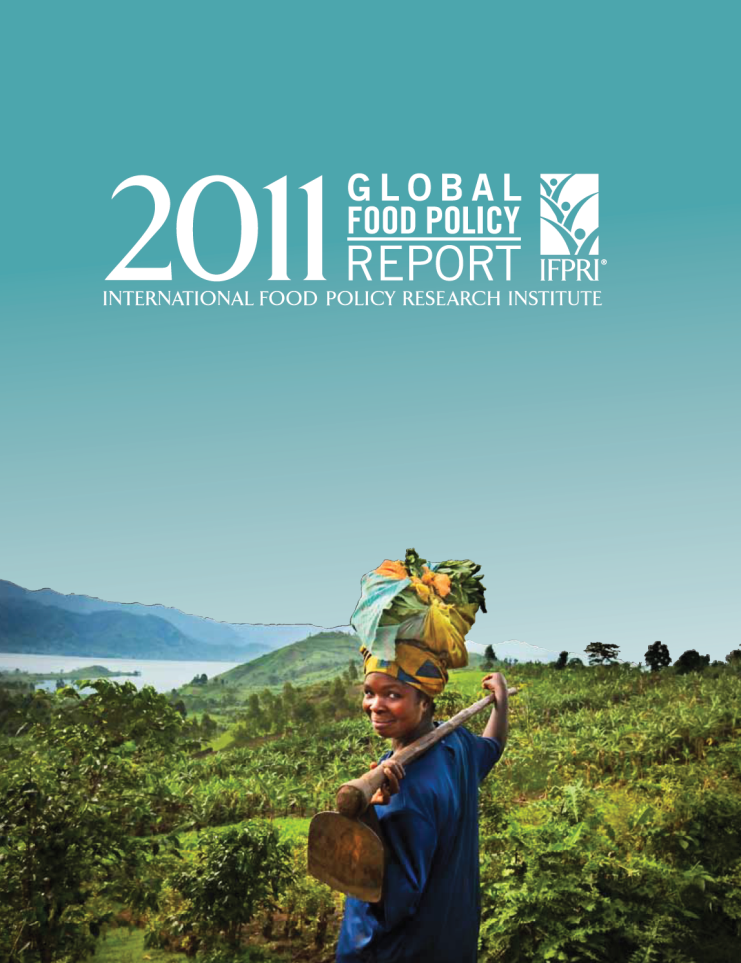 2011
GLOBAL
FOOD POLICY
REPORT
IFPRI®
INTERNATIONAL FOOD POLICY RESEARCH INSTITUTE